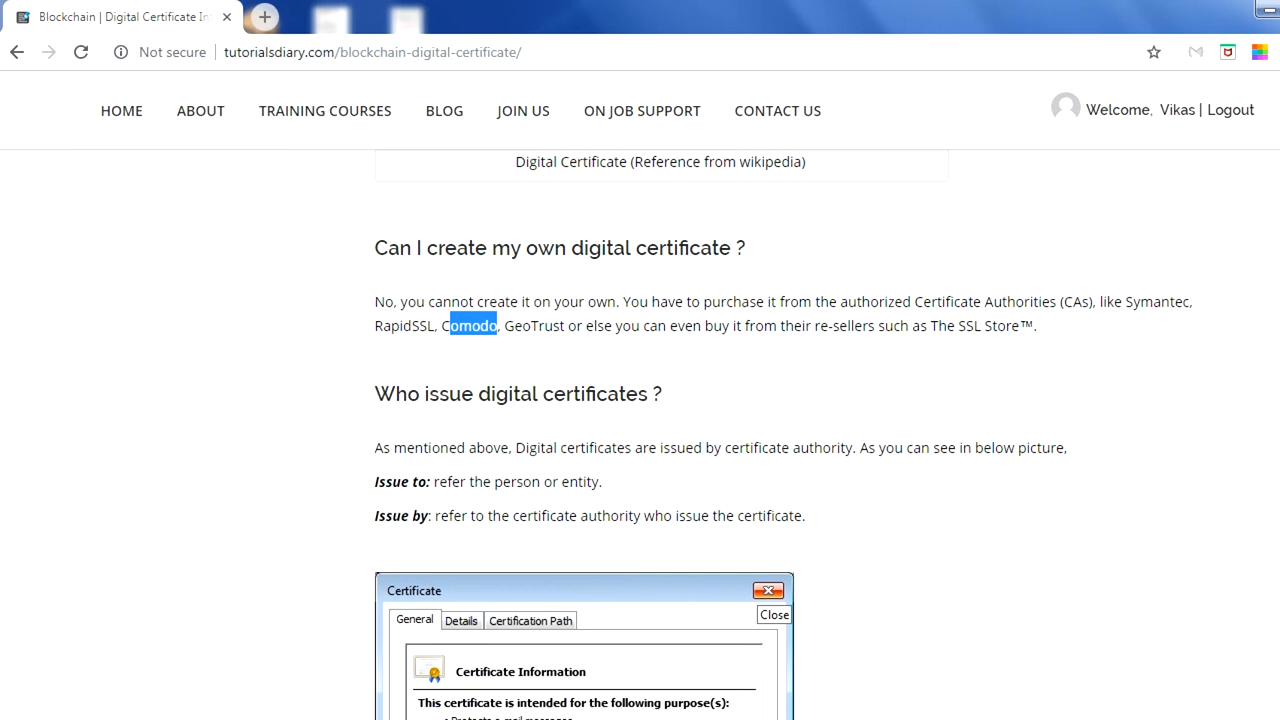 Blockchain | Digital Certificate In
Not secure
tutorialsdiary.com/blockchain-digital-certificate/
HOME ABOUT TRAINING COURSES BLOG JOIN US ON JOB SUPPORT CONTACT US
Welcome, Vikas | Logout
Digital Certificate (Reference from wikipedia)
Can I create my own digital certificate ?
No, you cannot create it on your own. You have to purchase it from the authorized Certificate Authorities (CAs), like Symantec,
RapidSSL, Comodo, GeoTrust or else you can even buy it from their re-sellers such as The SSL Store™.
Who issue digital certificates ?
As mentioned above, Digital certificates are issued by certificate authority. As you can see in below picture,
Issue to: refer the person or entity.
Issue by: refer to the certificate authority who issue the certificate.
Certificate
Close
General Details Certification Path
Certificate Information
This certificate is intended for the following purpose(s):
• Protects e-mail messages